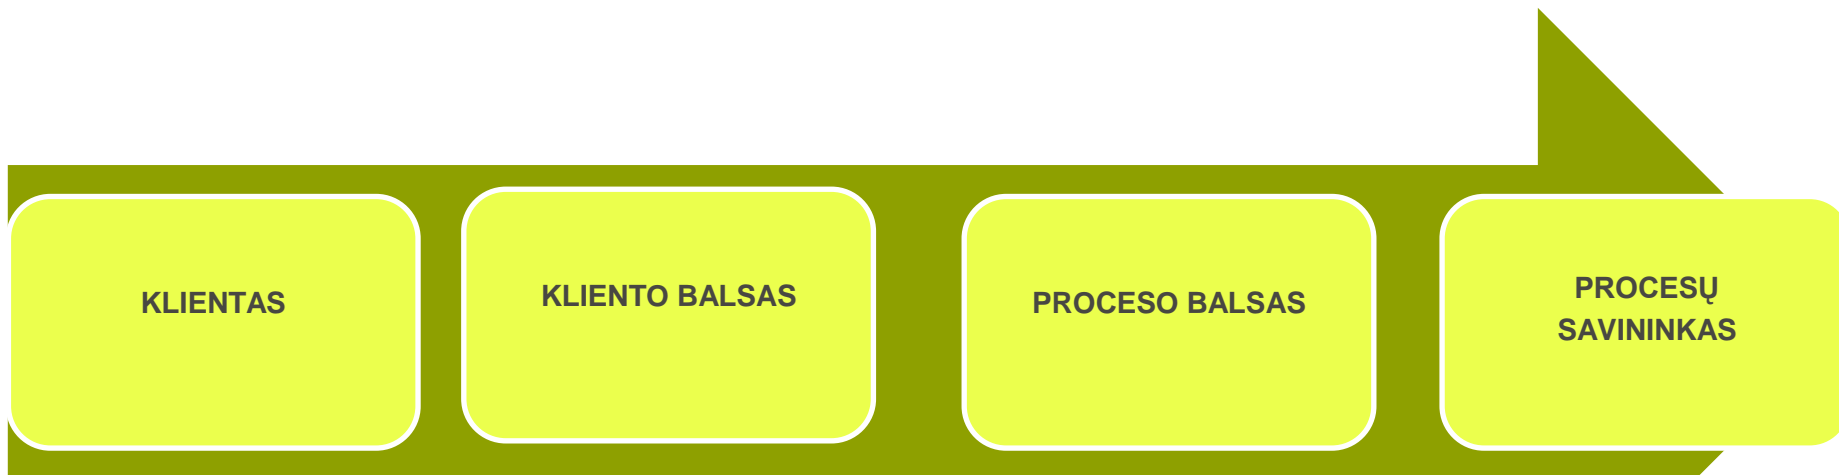 KLIENTAS
KLIENTO BALSAS
PROCESO BALSAS
PROCESŲ
SAVININKAS